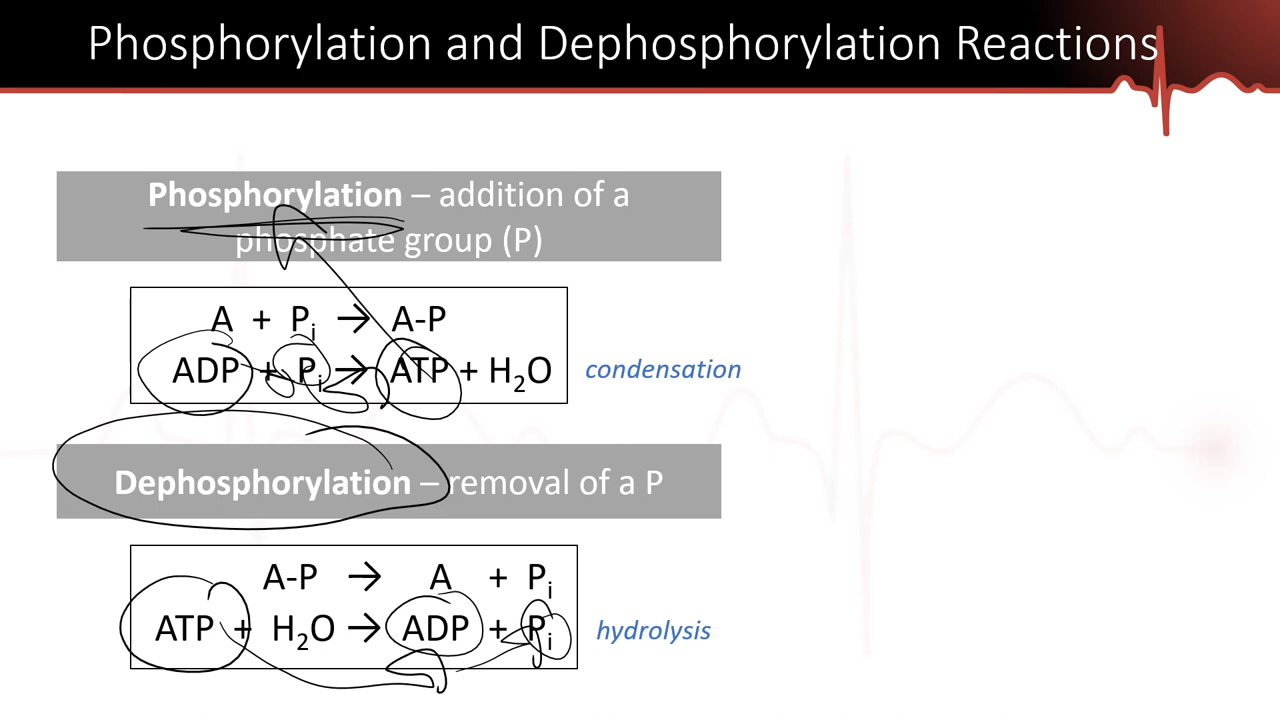 Phosphorylation and Dephosphorylation Reactions
Phosphorylation – addition of a
phosphate group (P)
A + Pi → A-P
ADP + Pi → ATP + H2O condensation
Dephosphorylation – removal of a P
A-P → A + Pi
ATP + H2O → ADP + Pi hydrolysis